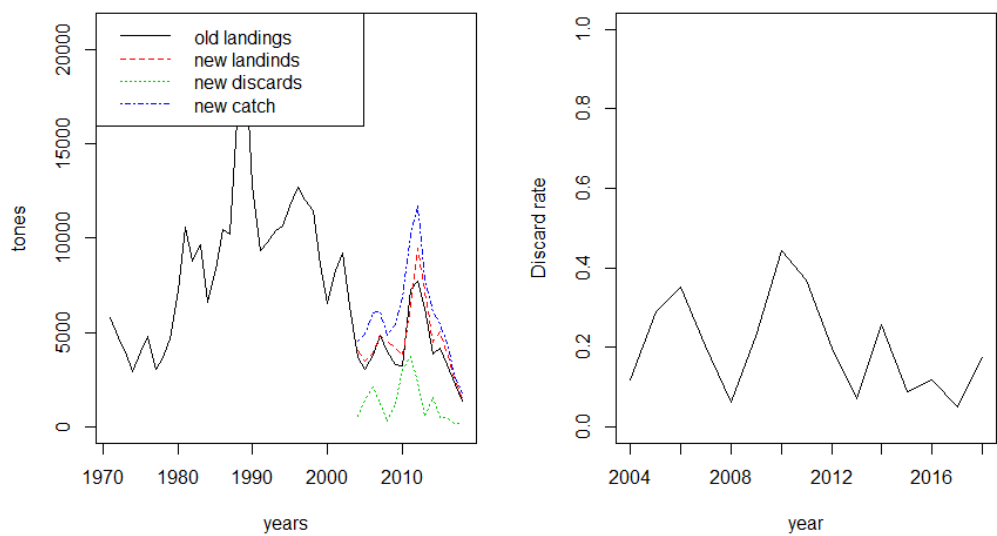 old landings
new landinds
new discards
new catch
tones
20000
15000
10000
5000
0
1970
1980
1990
2000
2010
years
Discard rate
1.0
0.8
0.6
0.4
0.2
0.0
2004
2008
2012
2016
year